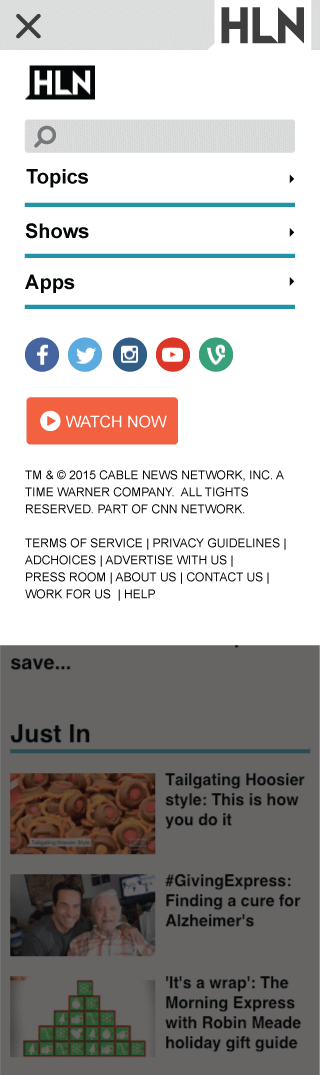 HLN
HLN
Topics
Shows
Apps
WATCH NOW
TM & © 2015 CABLE NEWS NETWORK, INC. A
TIME WARNER COMPANY. ALL TIGHTS
RESERVED. PART OF CNN NETWORK.
TERMS OF SERVICE | PRIVACY GUIDELINES |
ADCHOICES | ADVERTISE WITH US |
PRESS ROOM | ABOUT US | CONTACT US |
WORK FOR US | HELP
save...
Just In
Tailgating Hoosier
style: This is how
you do it
Tailgating Hoosier Style
#GivingExpress:
Finding a cure for
Alzheimer's
'It's a wrap': The
Morning Express
with Robin Meade
holiday gift guide